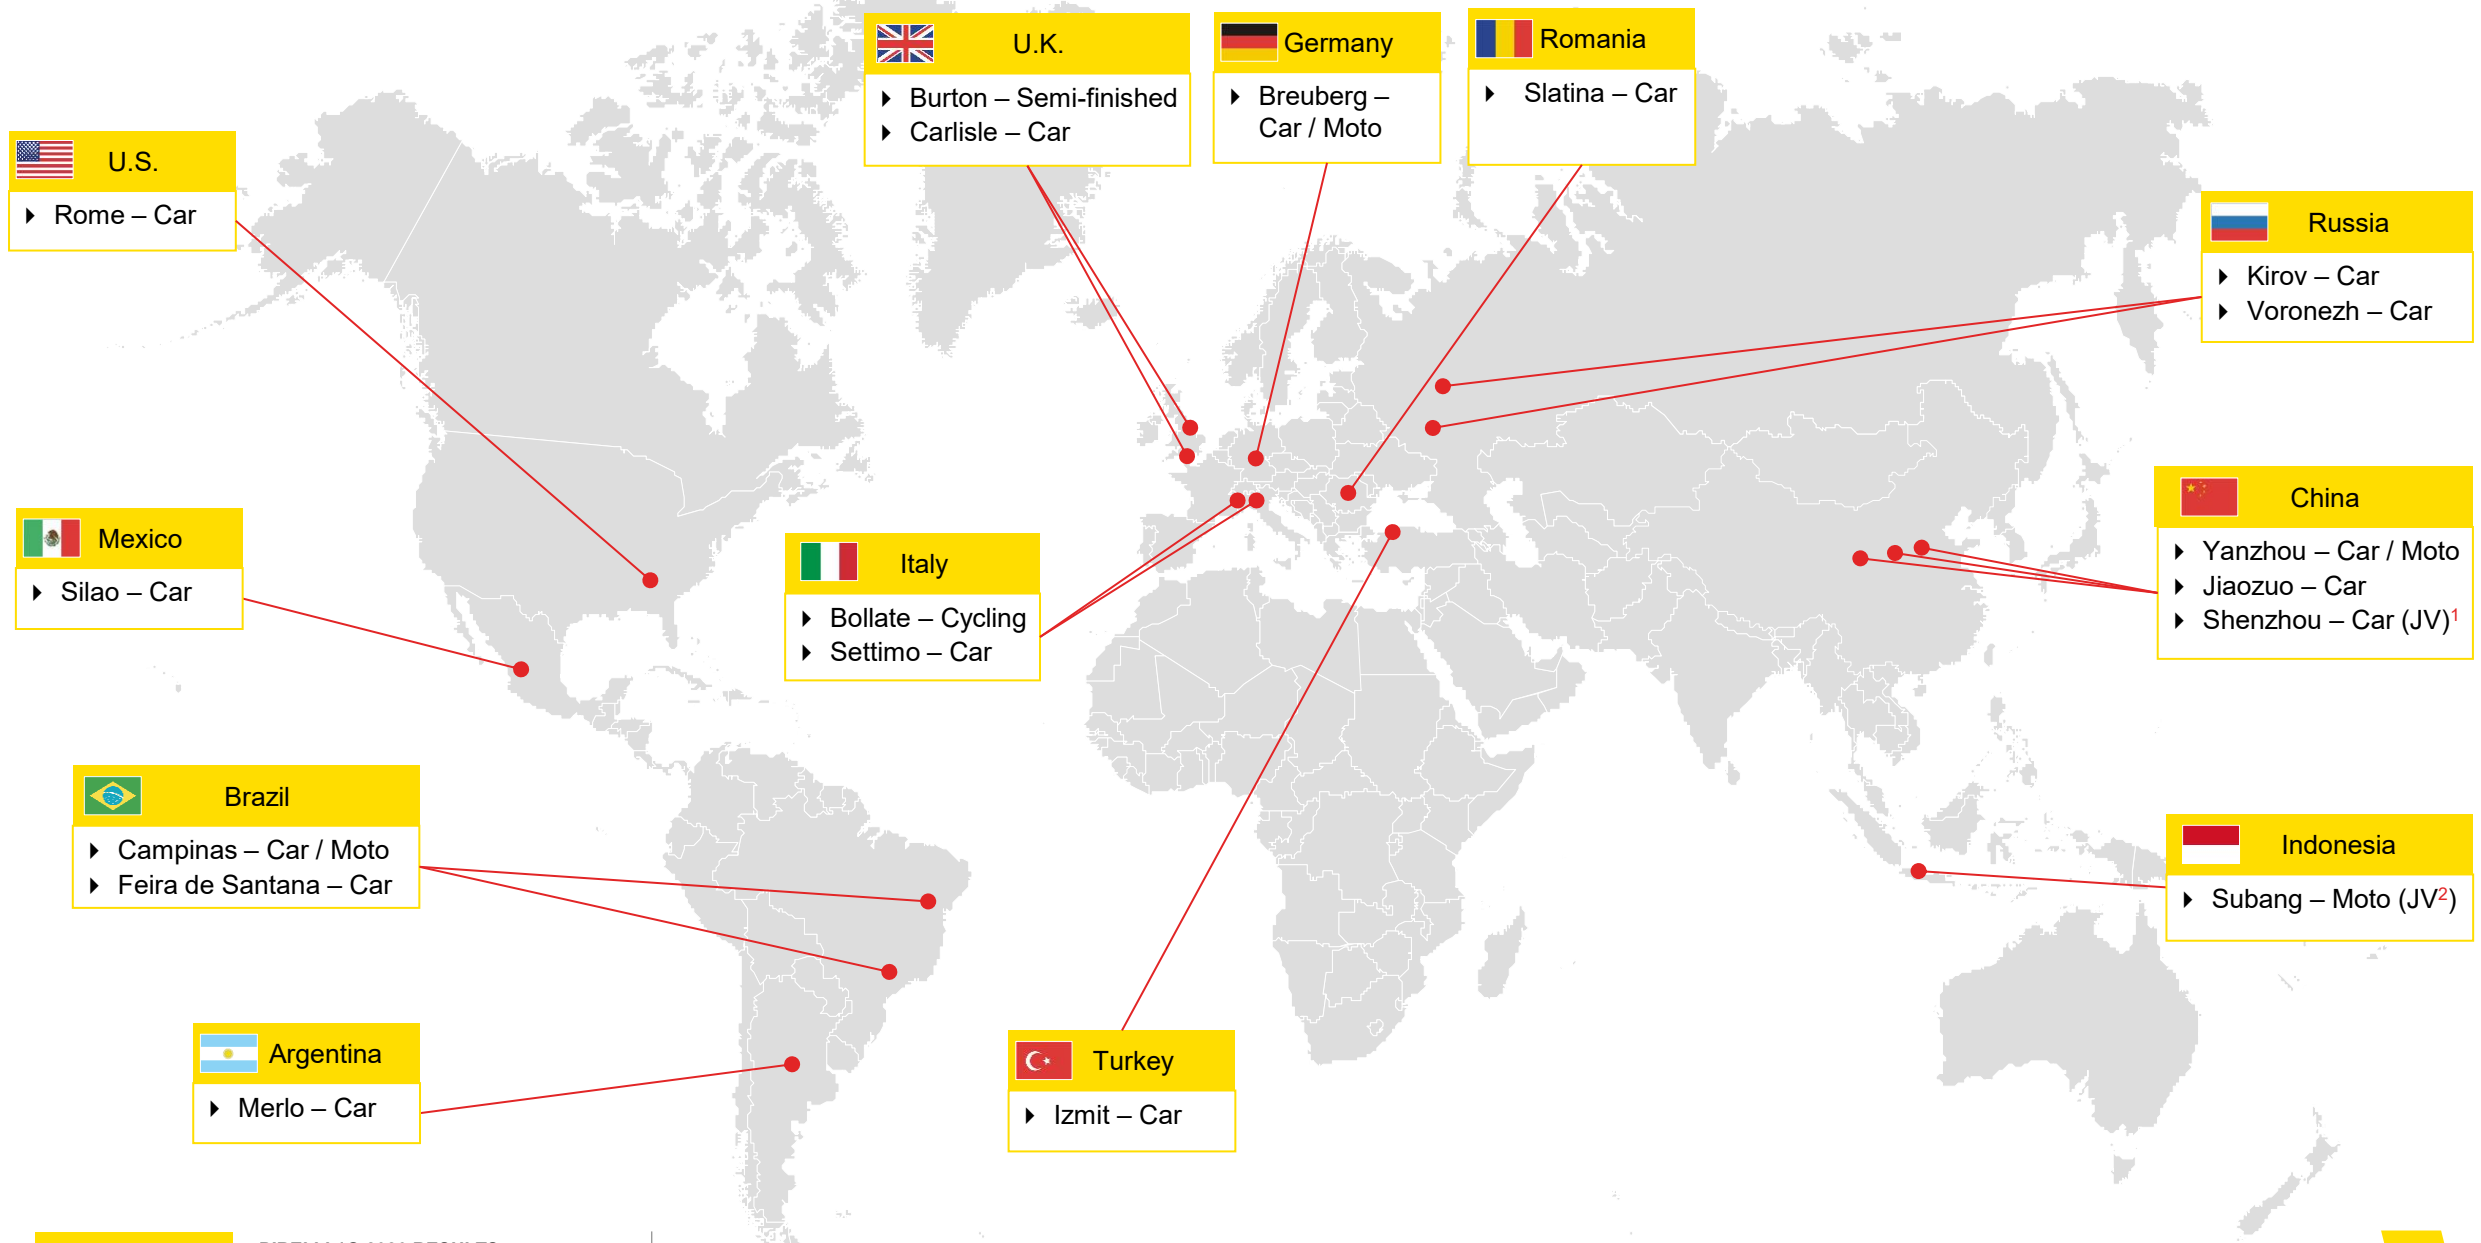 U.K.
Burton – Semi-finished
Carlisle – Car
Germany
Breuberg –
Car / Moto
Romania
Slatina – Car
U.S.
Rome – Car
Russia
Kirov – Car
Voronezh – Car
Mexico
Silao – Car
Italy
Bollate – Cycling
Settimo – Car
China
Yanzhou – Car / Moto
Jiaozuo – Car
Shenzhou – Car (JV)1
Brazil
Campinas – Car / Moto
Feira de Santana – Car
Indonesia
Subang – Moto (JV2)
Argentina
Merlo – Car
Turkey
Izmit – Car